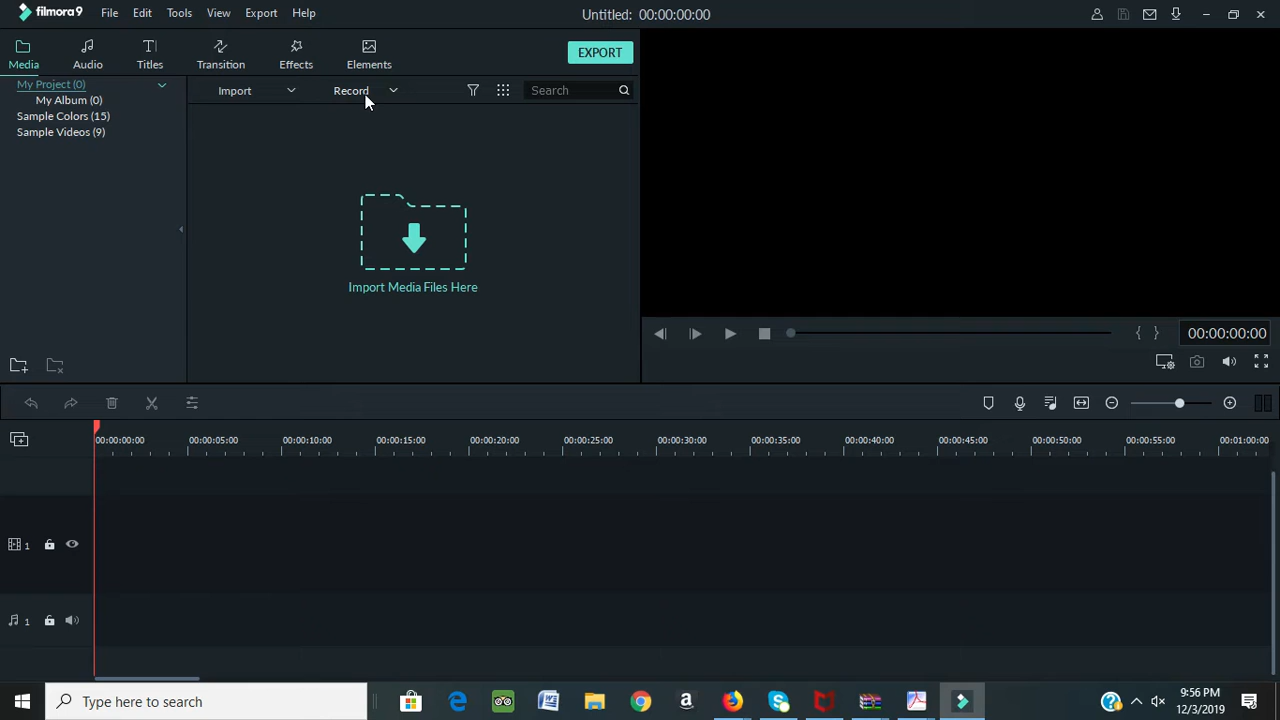 filmora9 File Edit Tools View Export Help Untitled: 00:00:00:00
Media Audio Titles Transition Effects Elements EXPORT
My Project (0)
My Album (0)
Sample Colors (15)
Sample Videos (9)
Import Record Search
Import Media Files Here
{ } 00:00:00:00
00:00:00:00 00:00:05:00 00:00:10:00 00:00:15:00 00:00:20:00 00:00:25:00 00:00:30:00 00:00:35:00 00:00:40:00 00:00:45:00 00:00:50:00 00:00:55:00 00:01:00:00
1
1
Type here to search
9:56 PM
12/3/2019